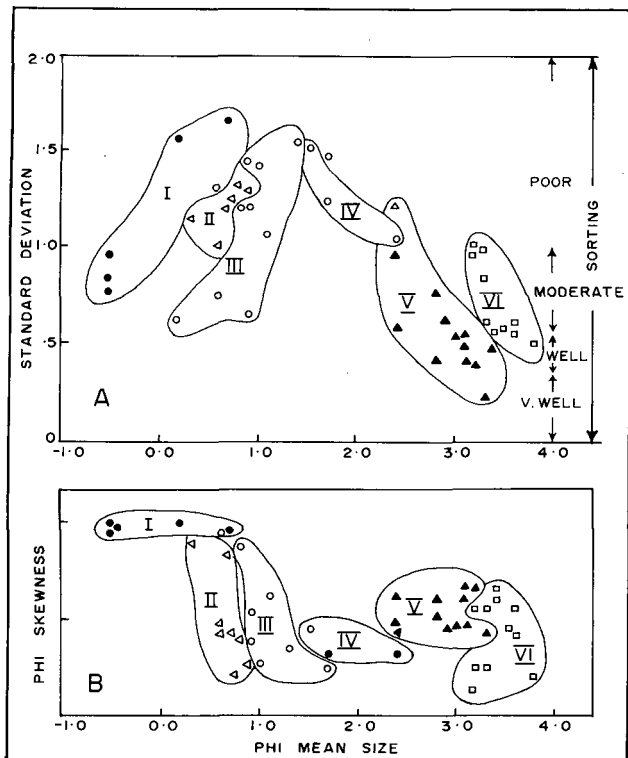 2.0
1.5
1.0
.5
0
STANDARD DEVIATION
I
II
III
IV
V
VI
A
POOR
MODERATE
WELL
V. WELL
SORTING
-1.0 0.0 1.0 2.0 3.0 4.0
PHI SKEWNESS
I
II
III
IV
V
VI
B
-1.0 0.0 1.0 2.0 3.0 4.0
PHI MEAN SIZE